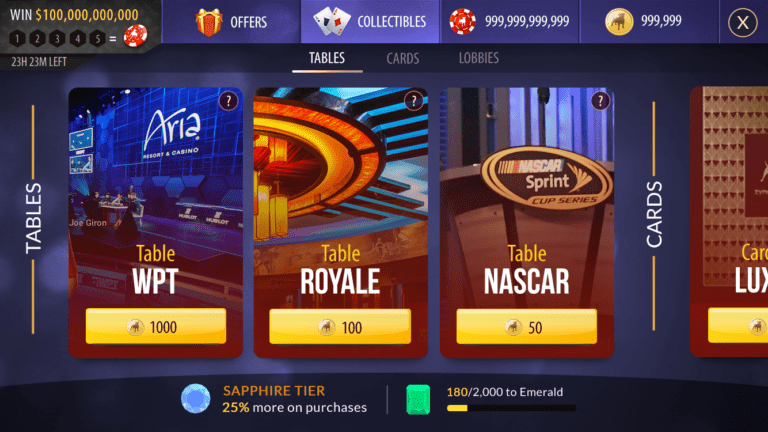 WIN $100,000,000,000
1 2 3 4 5 =
23H 23M LEFT
OFFERS
COLLECTIBLES
999,999,999,999
999,999
X
TABLES
CARDS
LOBBIES
TABLES
?
Aria
RESORT & CASINO
HUBLOT
HUBLOT
Joe Giron
Table
WPT
1000
?
Table
ROYALE
100
?
NASCAR
Sprint
CUP SERIES
Table
NASCAR
50
CARDS
Car
LUX
SAPPHIRE TIER
25% more on purchases
180/2,000 to Emerald